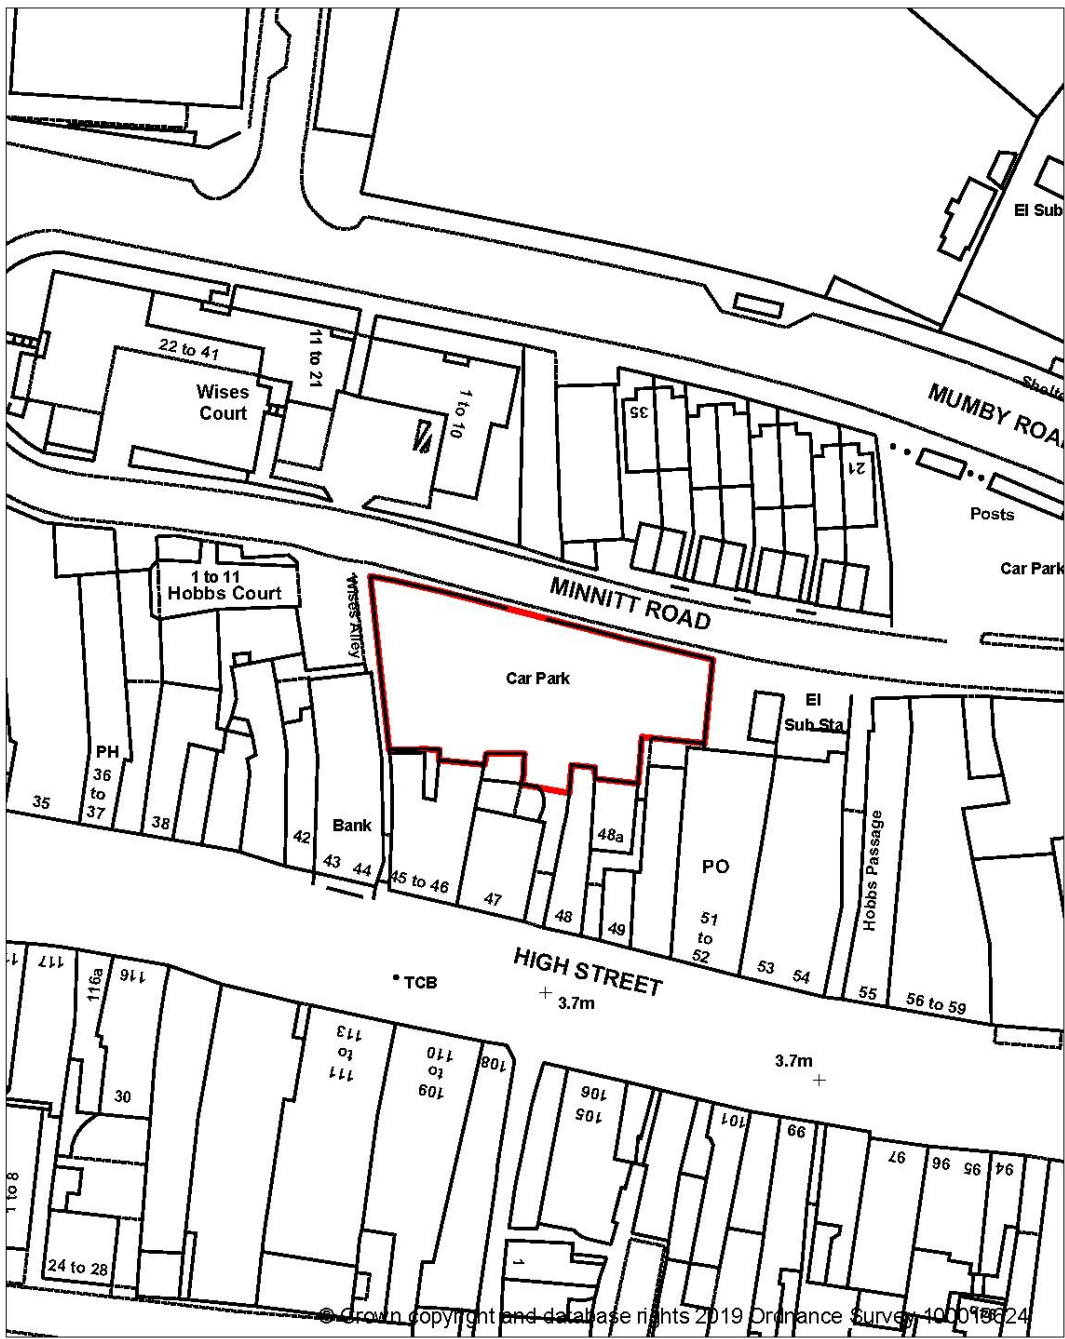 El Sub
22 to 41
11 to 21
Wises
Court
1 to 10
35
21
MUMBY ROA
Posts
Car Park
1 to 11
Hobbs Court
Wises Alley
MINNITT ROAD
Car Park
El
Sub Sta
PH
36
to
37
35
38
42
Bank
43
44
45 to 46
47
48
48a
49
PO
51
to
52
53
54
Hobbs Passage
55
56 to 59
HIGH STREET
TCB
3.7m
3.7m
117
116a
116
30
113
to
111
110
to
109
108
106
105
101
99
97
96
95
94
24 to 28
1
© Crown copyright and database rights 2019 Ordnance Survey